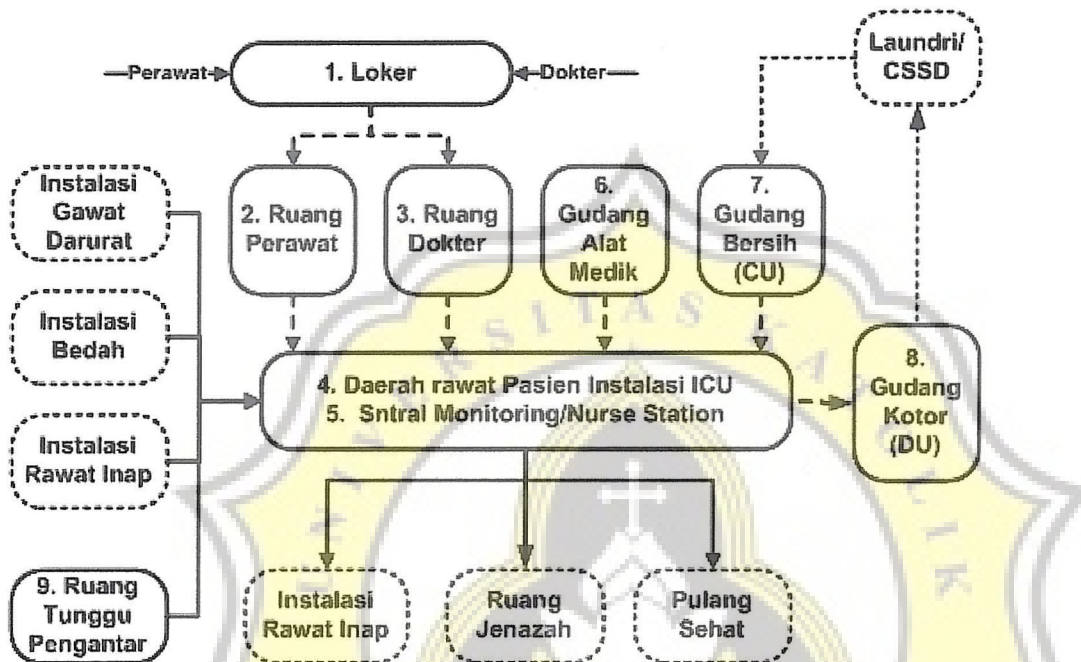 Perawat
1. Loker
Dokter
Laundri/
CSSD
Instalasi
Gawat
Darurat
2. Ruang
Perawat
3. Ruang
Dokter
6.
Gudang
Alat
Medik
7.
Gudang
Bersih
(CU)
Instalasi
Bedah
4. Daerah rawat Pasien Instalasi ICU
5. Sntral Monitoring/Nurse Station
8.
Gudang
Kotor
(DU)
Instalasi
Rawat Inap
9. Ruang
Tunggu
Pengantar
Instalasi
Rawat Inap
Ruang
Jenazah
Pulang
Sehat